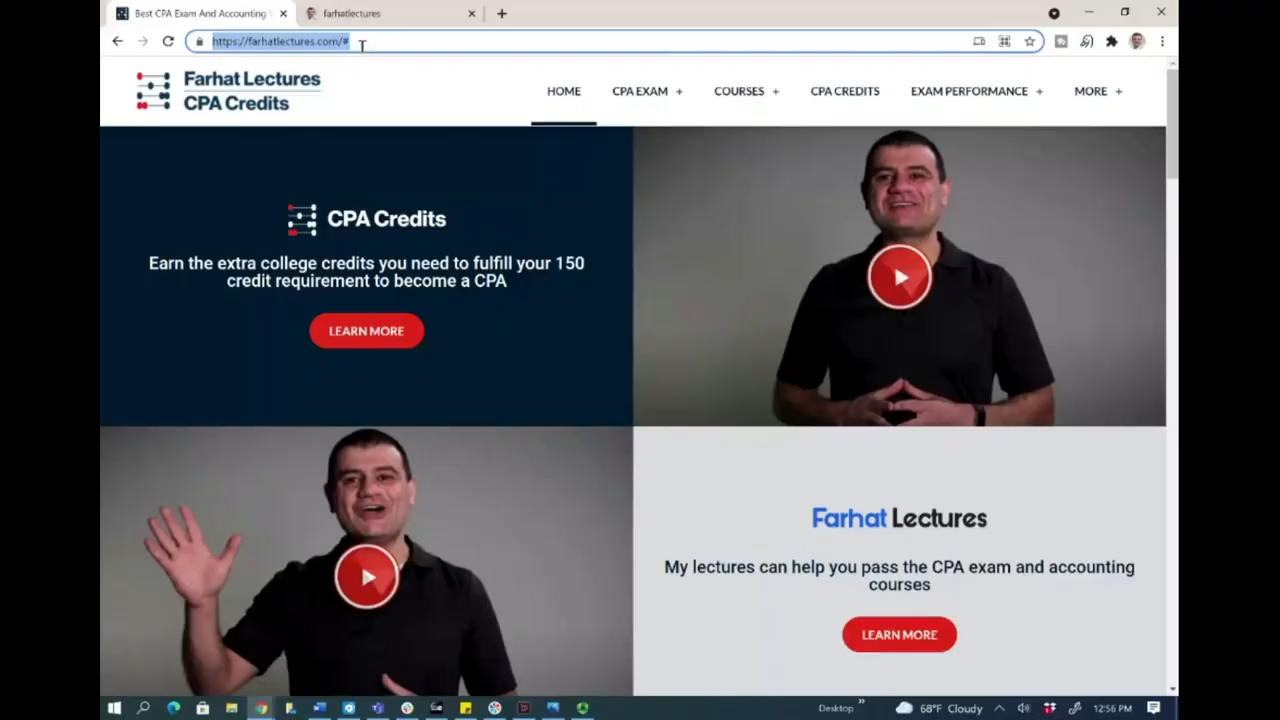 Best CPA Exam And Accounting
farhatlectures
https://farhatlectures.com/#
Farhat Lectures
CPA Credits
HOME
CPA EXAM +
COURSES +
CPA CREDITS
EXAM PERFORMANCE +
MORE +
CPA Credits
Earn the extra college credits you need to fulfill your 150
credit requirement to become a CPA
LEARN MORE
Farhat Lectures
My lectures can help you pass the CPA exam and accounting
courses
LEARN MORE
Desktop
68°F Cloudy
12:56 PM